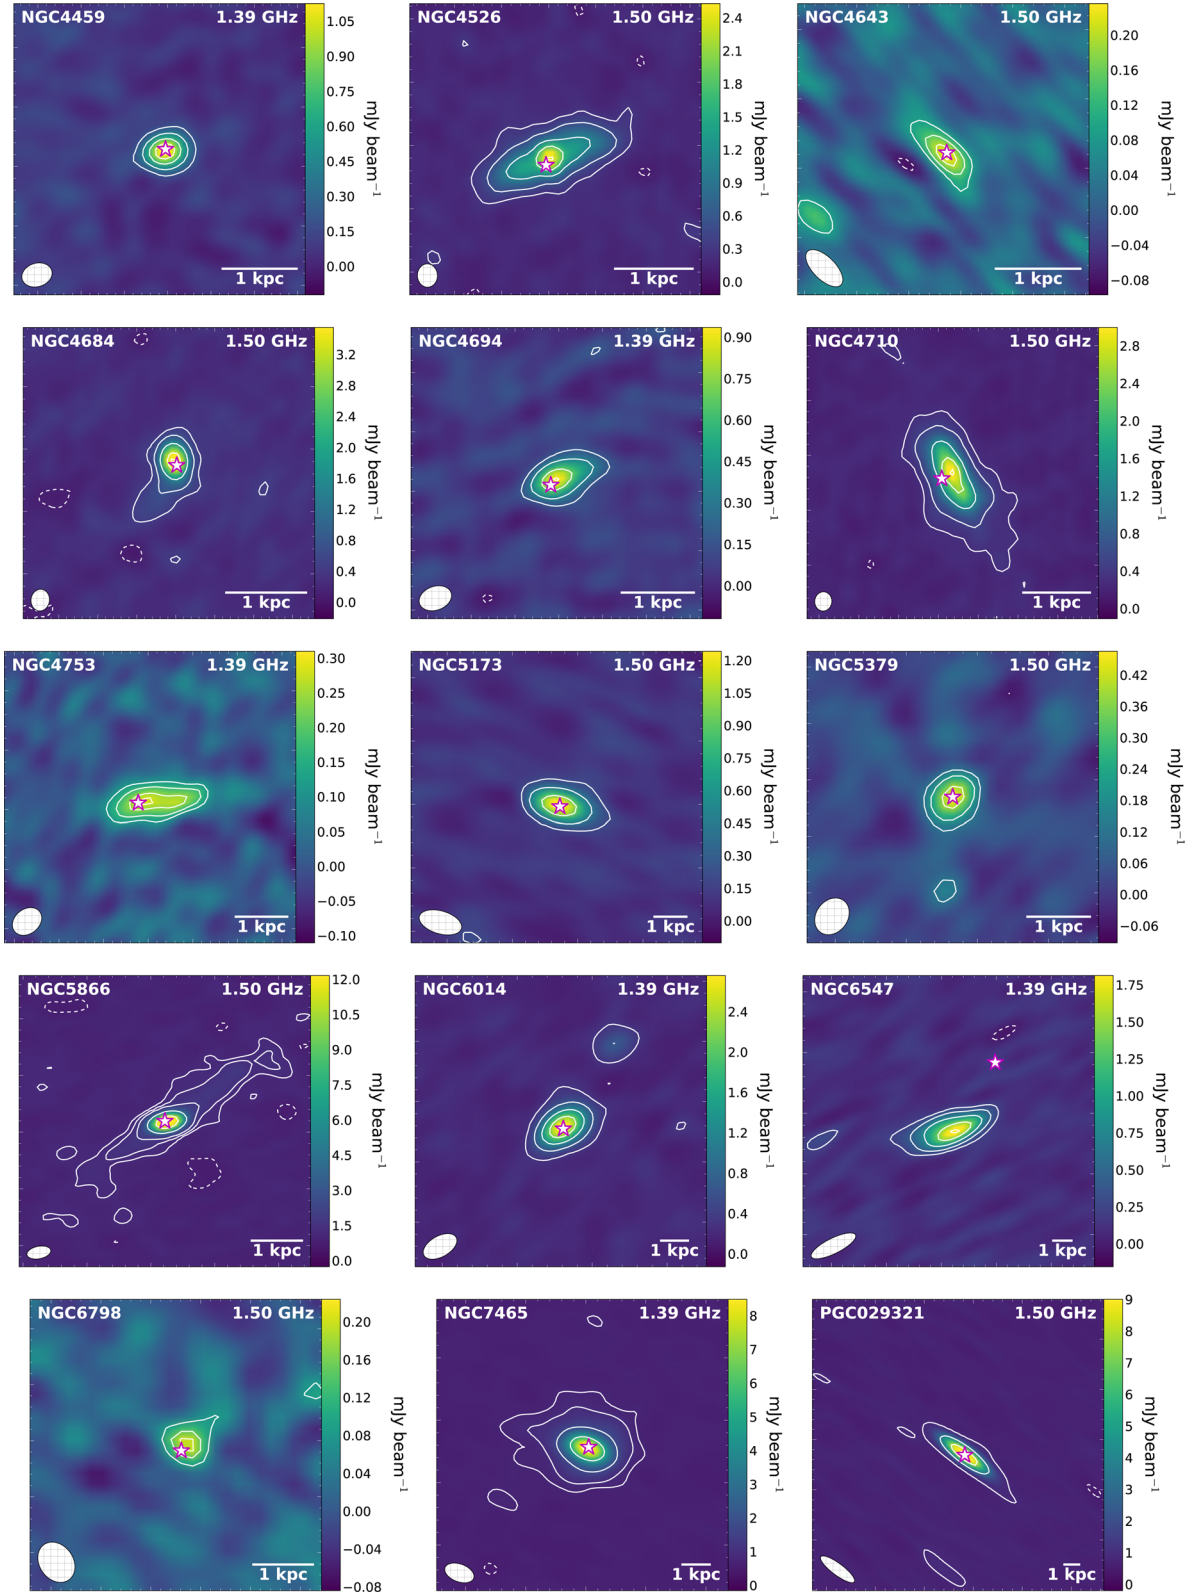 NGC4459 1.39 GHz
1 kpc
1.05
0.90
0.75
0.60
0.45
0.30
0.15
0.00
mJy beam−1
NGC4526 1.50 GHz
1 kpc
2.4
2.1
1.8
1.5
1.2
0.9
0.6
0.3
0.0
mJy beam−1
NGC4643 1.50 GHz
1 kpc
0.20
0.16
0.12
0.08
0.04
0.00
−0.04
−0.08
mJy beam−1
NGC4684 1.50 GHz
1 kpc
3.2
2.8
2.4
2.0
1.6
1.2
0.8
0.4
0.0
mJy beam−1
NGC4694 1.39 GHz
1 kpc
0.90
0.75
0.60
0.45
0.30
0.15
0.00
mJy beam−1
NGC4710 1.50 GHz
1 kpc
2.8
2.4
2.0
1.6
1.2
0.8
0.4
0.0
mJy beam−1
NGC4753 1.39 GHz
1 kpc
0.30
0.25
0.20
0.15
0.10
0.05
0.00
−0.05
−0.10
mJy beam−1
NGC5173 1.50 GHz
1 kpc
1.20
1.05
0.90
0.75
0.60
0.45
0.30
0.15
0.00
mJy beam−1
NGC5379 1.50 GHz
1 kpc
0.42
0.36
0.30
0.24
0.18
0.12
0.06
0.00
−0.06
mJy beam−1
NGC5866 1.50 GHz
1 kpc
12.0
10.5
9.0
7.5
6.0
4.5
3.0
1.5
0.0
mJy beam−1
NGC6014 1.39 GHz
1 kpc
2.4
2.0
1.6
1.2
0.8
0.4
0.0
mJy beam−1
NGC6547 1.39 GHz
1 kpc
1.75
1.50
1.25
1.00
0.75
0.50
0.25
0.00
mJy beam−1
NGC6798 1.50 GHz
1 kpc
0.20
0.16
0.12
0.08
0.04
0.00
−0.04
−0.08
mJy beam−1
NGC7465 1.39 GHz
1 kpc
8
7
6
5
4
3
2
1
0
mJy beam−1
PGC029321 1.50 GHz
1 kpc
9
8
7
6
5
4
3
2
1
0
mJy beam−1